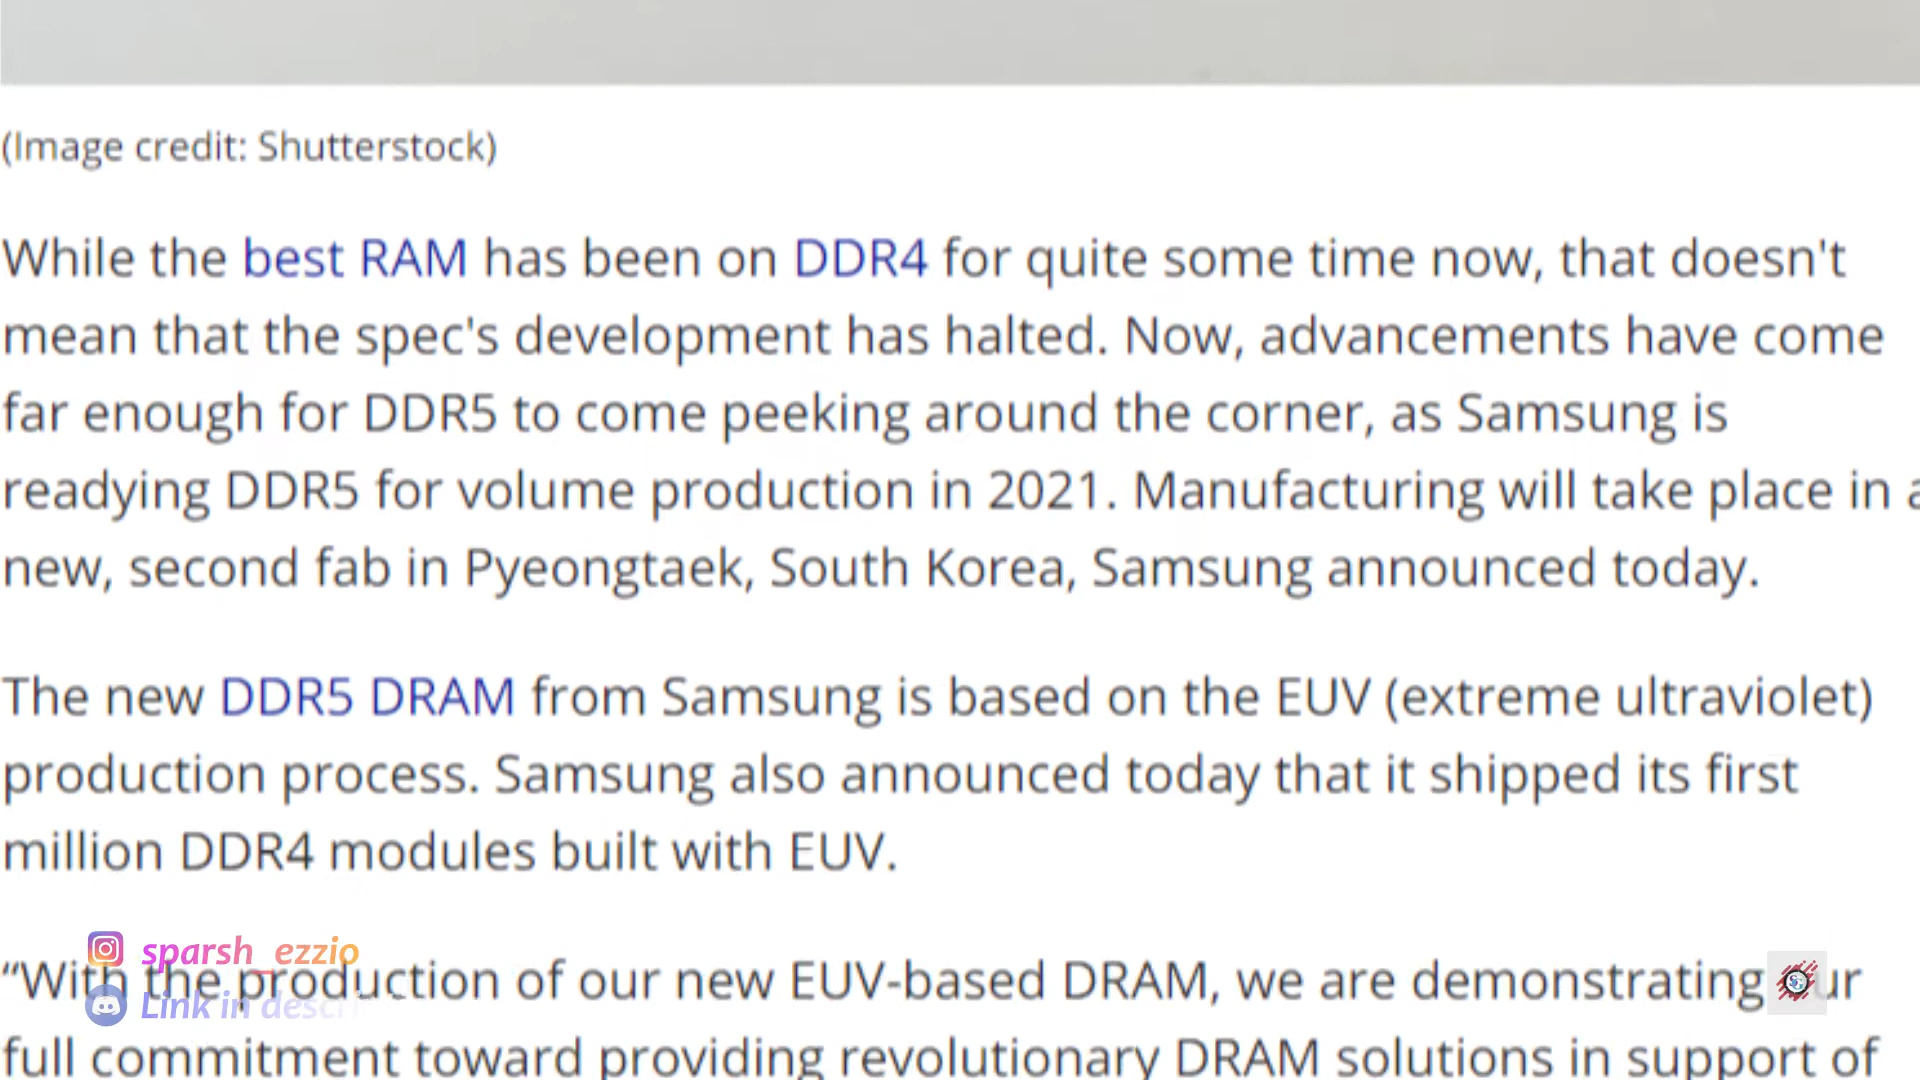 (Image credit: Shutterstock)
While the best RAM has been on DDR4 for quite some time now, that doesn't
mean that the spec's development has halted. Now, advancements have come
far enough for DDR5 to come peeking around the corner, as Samsung is
readying DDR5 for volume production in 2021. Manufacturing will take place in a
new, second fab in Pyeongtaek, South Korea, Samsung announced today.
The new DDR5 DRAM from Samsung is based on the EUV (extreme ultraviolet)
production process. Samsung also announced today that it shipped its first
million DDR4 modules built with EUV.
sparsh_ezzio
“With the production of our new EUV-based DRAM, we are demonstrating ur
Link in descri
full commitment toward providing revolutionary DRAM solutions in support of